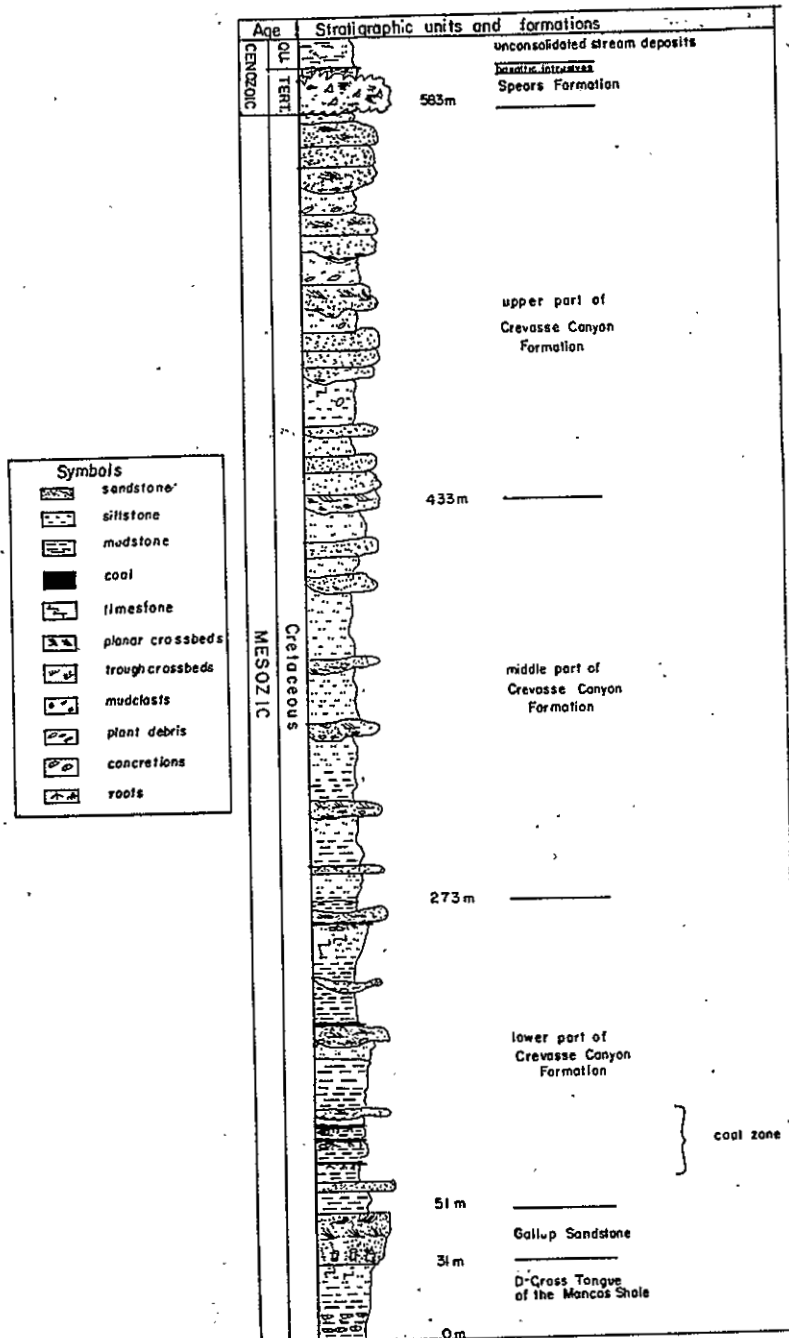 Age
Stratigraphic units and formations
CENOZOIC
QU.
TERT.
unconsolidated stream deposits
basaltic intrusives
Spears Formation
583m
upper part of
Crevasse Canyon
Formation
433m
Symbols
sandstone
siltstone
mudstone
coal
limestone
planar crossbeds
trough crossbeds
mudclasts
plant debris
concretions
roots
MESOZIC
Cretaceous
middle part of
Crevasse Canyon
Formation
273m
lower part of
Crevasse Canyon
Formation
coal zone
51m
Gallup Sandstone
31m
D-Cross Tongue
of the Mancos Shale
0m